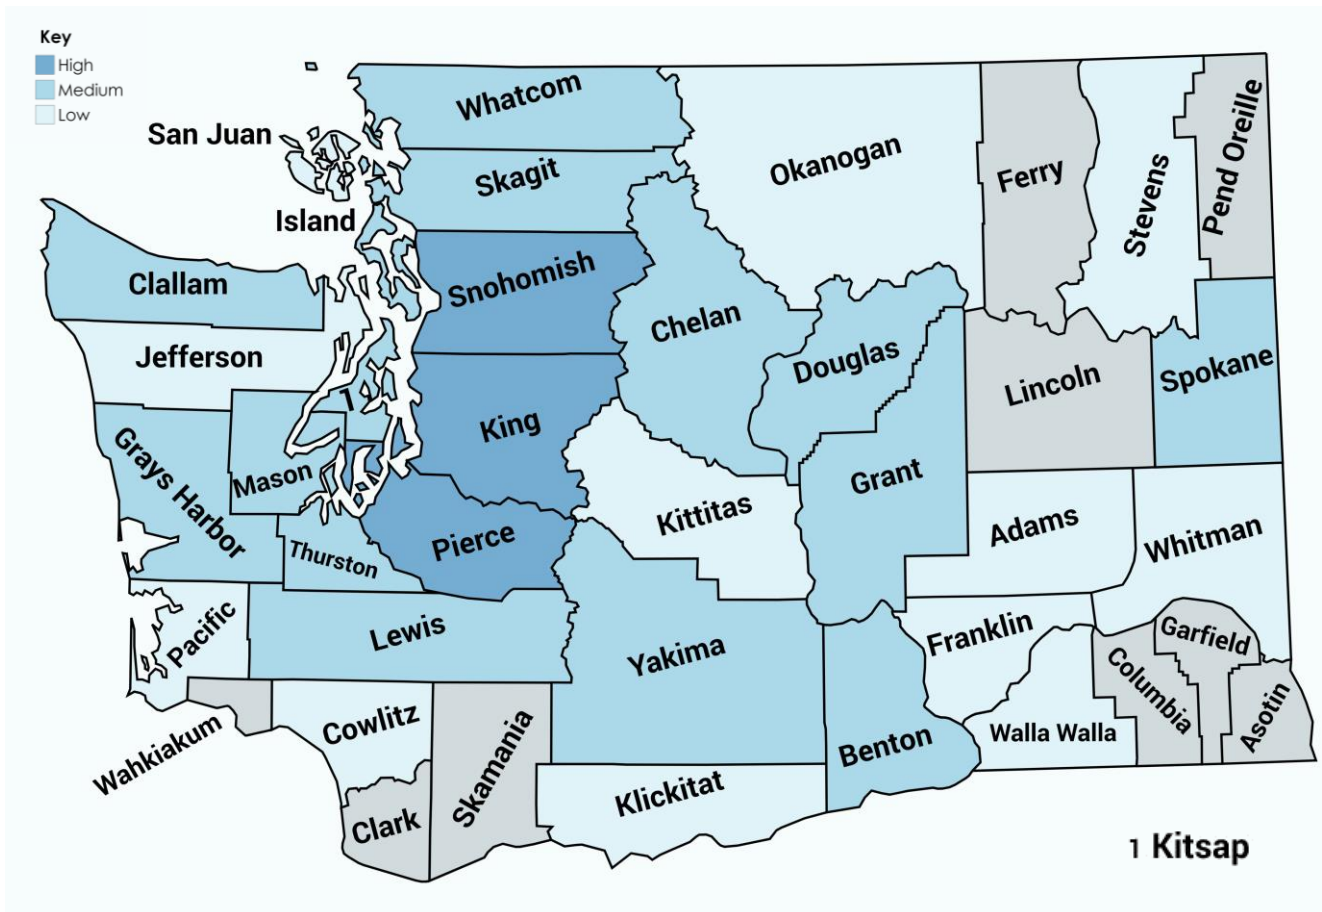 Key
High
Medium
Low
Whatcom
San Juan
Skagit
Okanogan
Ferry
Stevens
Pend Oreille
Island
Clallam
Snohomish
Chelan
Jefferson
Douglas
Lincoln
Spokane
1
King
Grays Harbor
Mason
Grant
Kittitas
Adams
Whitman
Pierce
Thurston
Pacific
Lewis
Yakima
Franklin
Garfield
Columbia
Asotin
Wahkiakum
Cowlitz
Skamania
Benton
Walla Walla
Klickitat
Clark
1 Kitsap